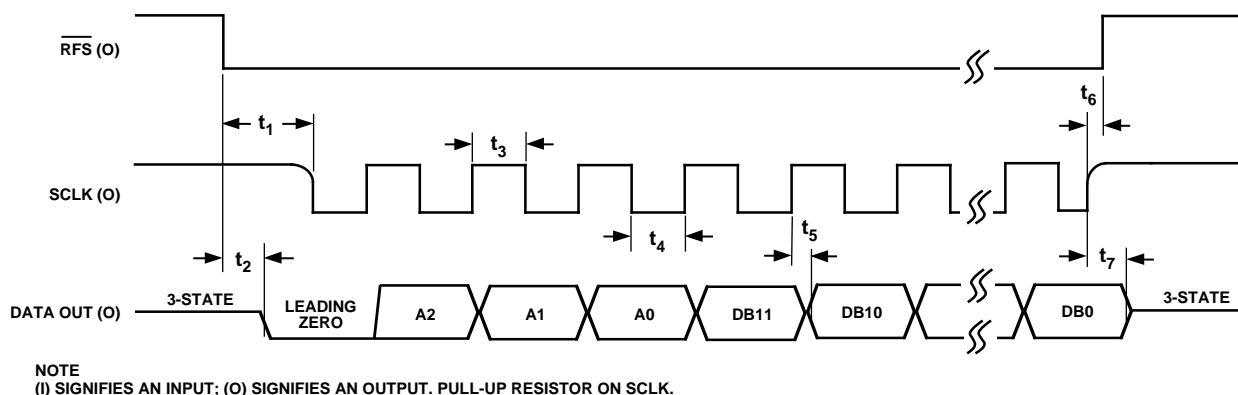 RFS (O)
t1
t3
t6
SCLK (O)
t2
t4
t5
t7
DATA OUT (O)
3-STATE
LEADING
ZERO
A2
A1
A0
DB11
DB10
DB0
3-STATE
NOTE
(I) SIGNIFIES AN INPUT; (O) SIGNIFIES AN OUTPUT. PULL-UP RESISTOR ON SCLK.